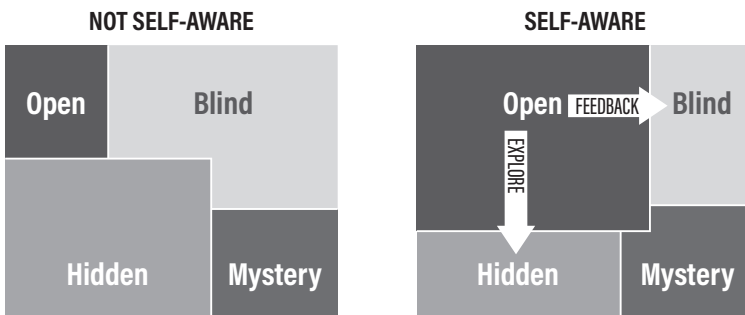 NOT SELF-AWARE
Open
Blind
Hidden
Mystery
SELF-AWARE
Open
FEEDBACK
Blind
EXPLORE
Hidden
Mystery